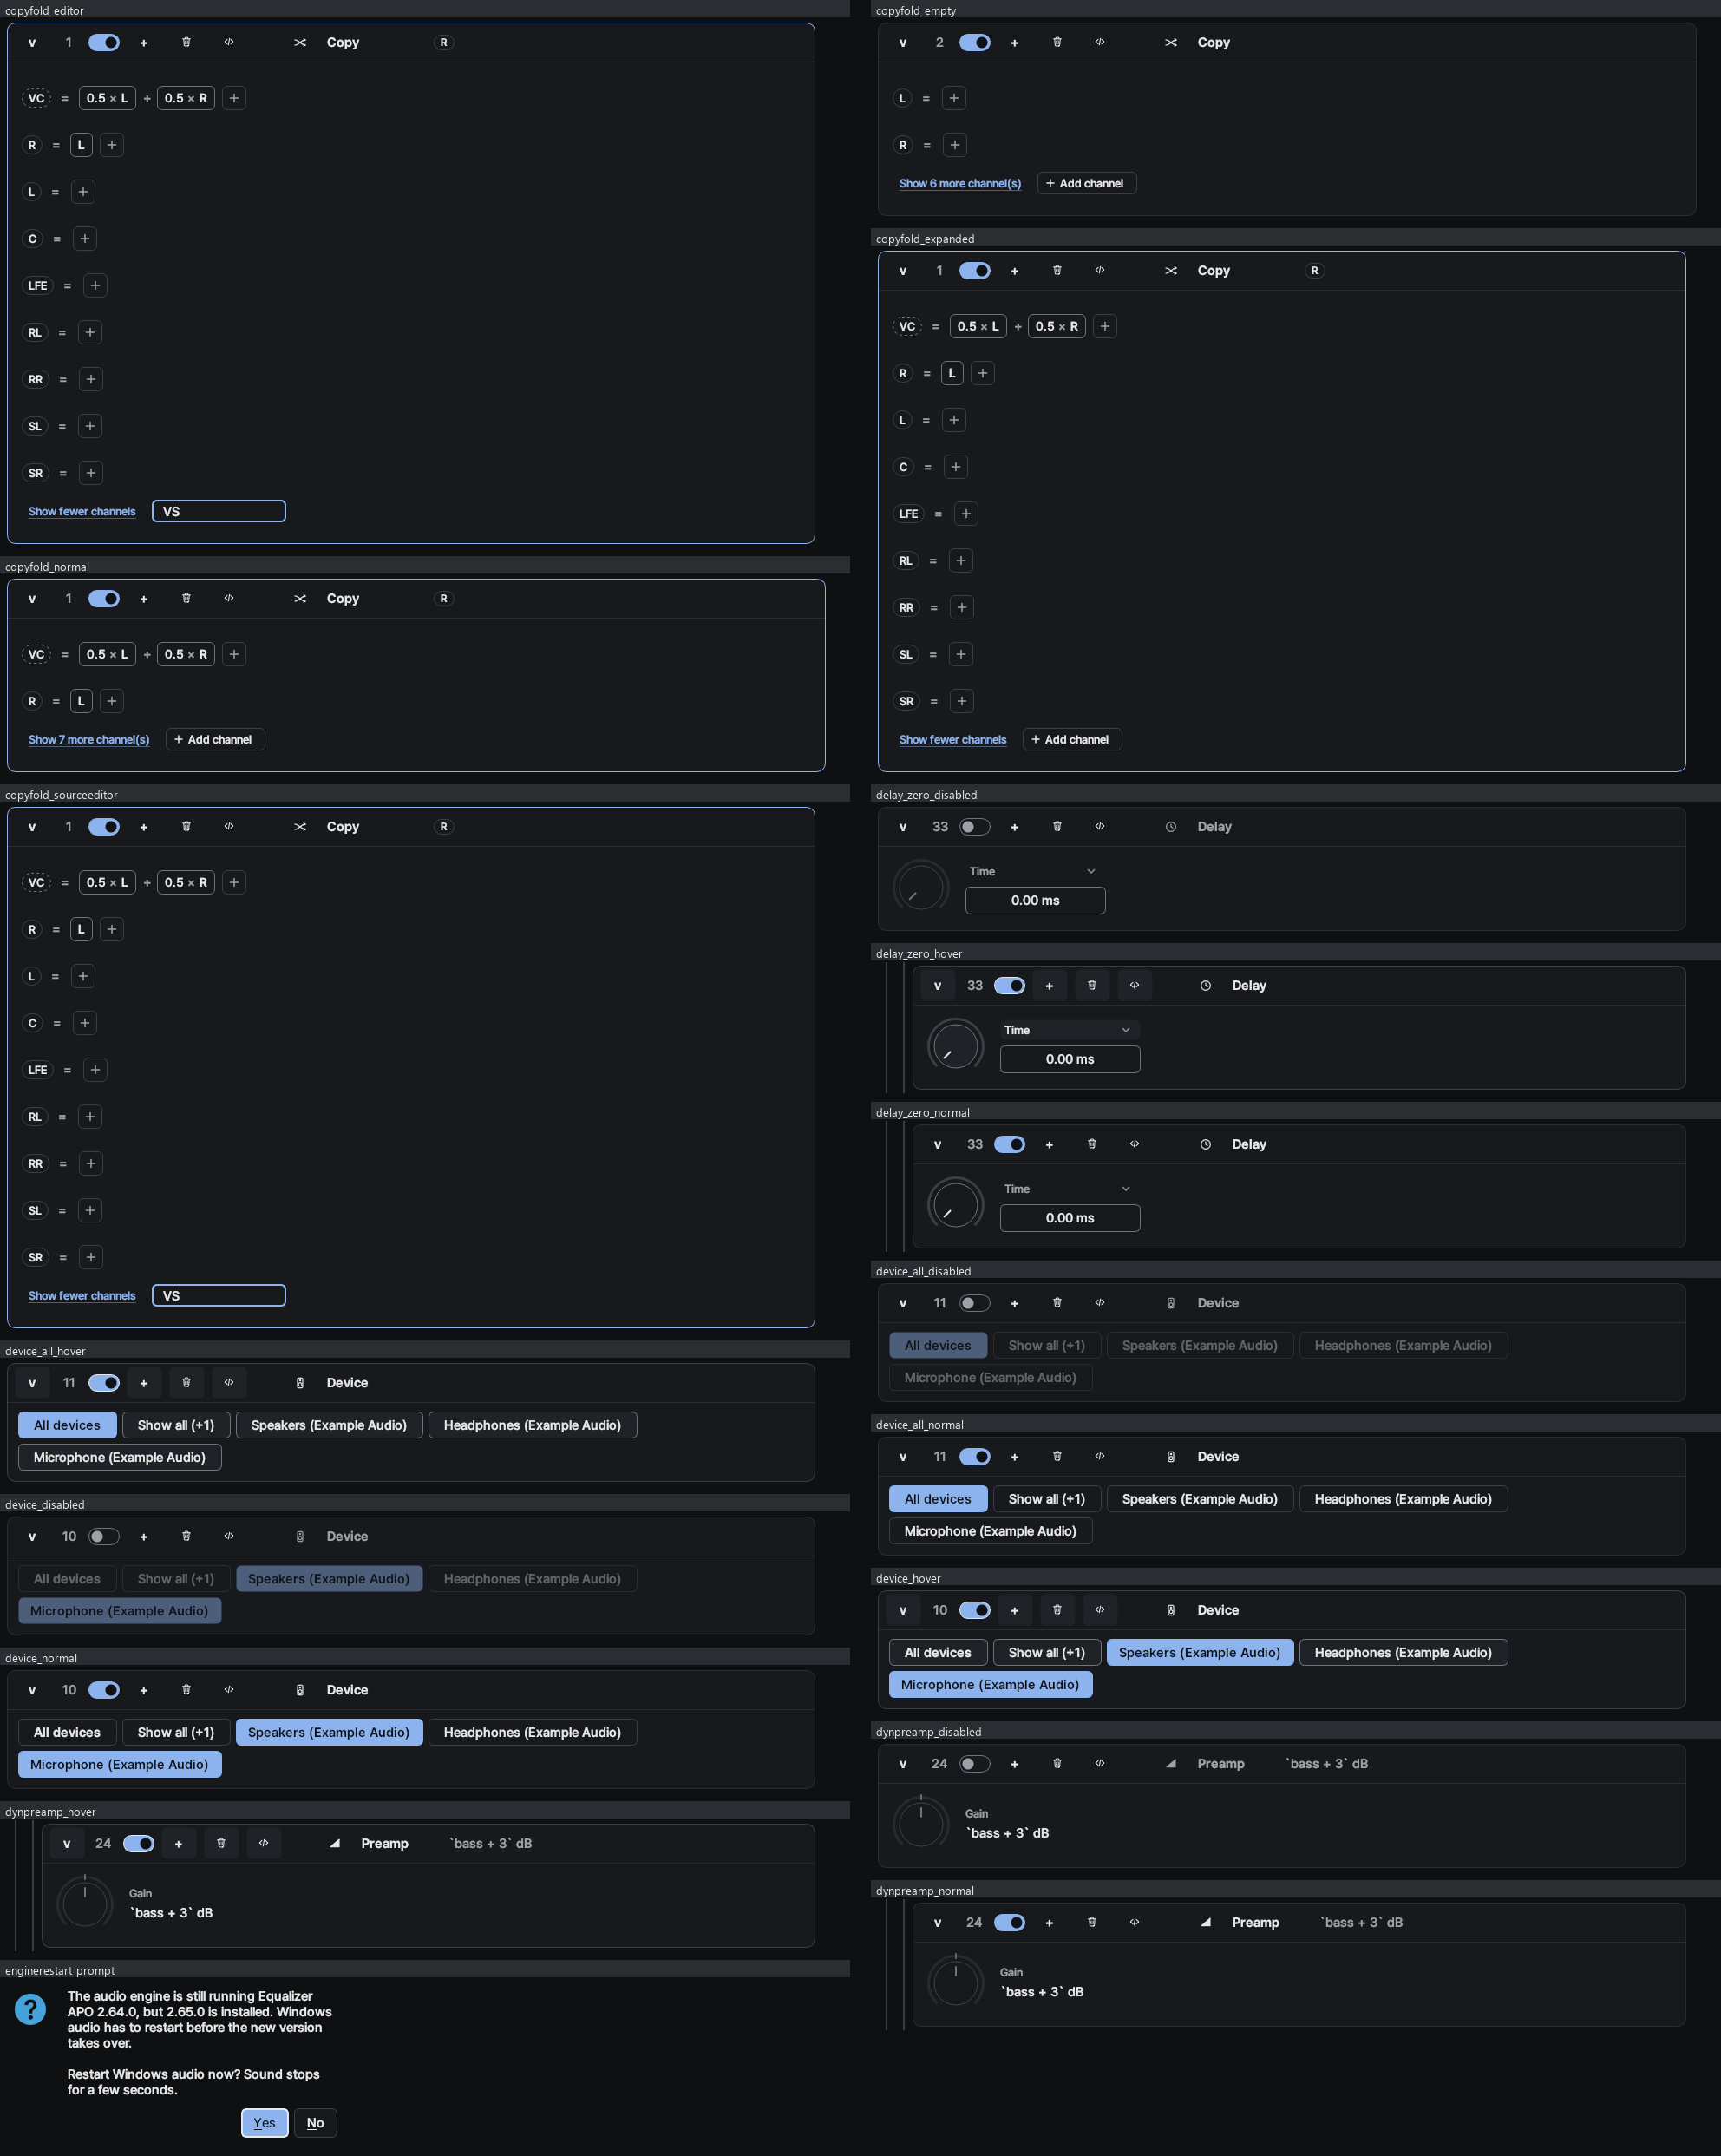 copyfold_editor
v 1 + </> Copy R
VC = 0.5 × L + 0.5 × R +
R = L +
L = +
C = +
LFE = +
RL = +
RR = +
SL = +
SR = +
Show fewer channels VS
copyfold_normal
v 1 + </> Copy R
VC = 0.5 × L + 0.5 × R +
R = L +
Show 7 more channel(s) + Add channel
copyfold_sourceeditor
v 1 + </> Copy R
VC = 0.5 × L + 0.5 × R +
R = L +
L = +
C = +
LFE = +
RL = +
RR = +
SL = +
SR = +
Show fewer channels VS
device_all_hover
v 11 + </> Device
All devices Show all (+1) Speakers (Example Audio) Headphones (Example Audio)
Microphone (Example Audio)
device_disabled
v 10 + </> Device
All devices Show all (+1) Speakers (Example Audio) Headphones (Example Audio)
Microphone (Example Audio)
device_normal
v 10 + </> Device
All devices Show all (+1) Speakers (Example Audio) Headphones (Example Audio)
Microphone (Example Audio)
dynpreamp_hover
v 24 + </> Preamp `bass + 3` dB
Gain
`bass + 3` dB
enginerestart_prompt
? The audio engine is still running Equalizer
APO 2.64.0, but 2.65.0 is installed. Windows
audio has to restart before the new version
takes over.
Restart Windows audio now? Sound stops
for a few seconds.
Yes No
copyfold_empty
v 2 + </> Copy
L = +
R = +
Show 6 more channel(s) + Add channel
copyfold_expanded
v 1 + </> Copy R
VC = 0.5 × L + 0.5 × R +
R = L +
L = +
C = +
LFE = +
RL = +
RR = +
SL = +
SR = +
Show fewer channels + Add channel
delay_zero_disabled
v 33 + </> Delay
Time
0.00 ms
delay_zero_hover
v 33 + </> Delay
Time
0.00 ms
delay_zero_normal
v 33 + </> Delay
Time
0.00 ms
device_all_disabled
v 11 + </> Device
All devices Show all (+1) Speakers (Example Audio) Headphones (Example Audio)
Microphone (Example Audio)
device_all_normal
v 11 + </> Device
All devices Show all (+1) Speakers (Example Audio) Headphones (Example Audio)
Microphone (Example Audio)
device_hover
v 10 + </> Device
All devices Show all (+1) Speakers (Example Audio) Headphones (Example Audio)
Microphone (Example Audio)
dynpreamp_disabled
v 24 + </> Preamp `bass + 3` dB
Gain
`bass + 3` dB
dynpreamp_normal
v 24 + </> Preamp `bass + 3` dB
Gain
`bass + 3` dB